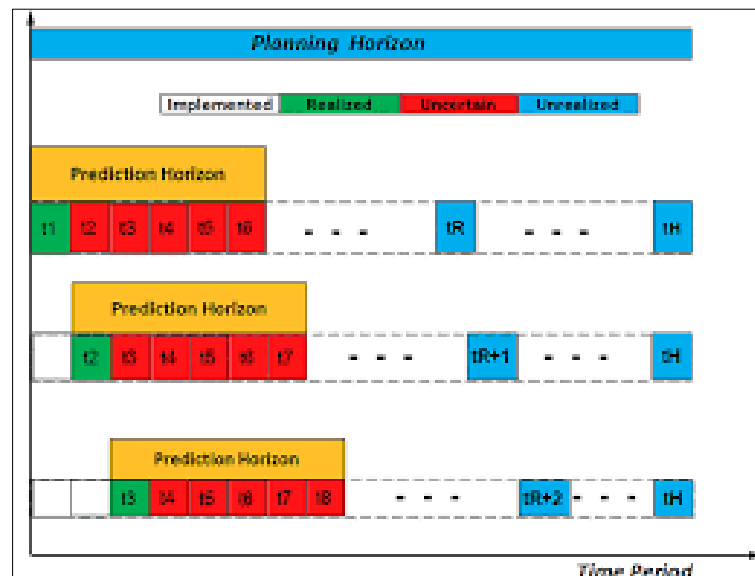 Planning Horizon
Implemented Realized Uncertain Unrealized
Prediction Horizon
t1 t2 t3 t4 t5 t6 - - - tR - - - tH
Prediction Horizon
t2 t3 t4 t5 t6 t7 - - - tR+1 - - - tH
Prediction Horizon
t3 t4 t5 t6 t7 t8 - - - tR+2 - - - tH
Time Period